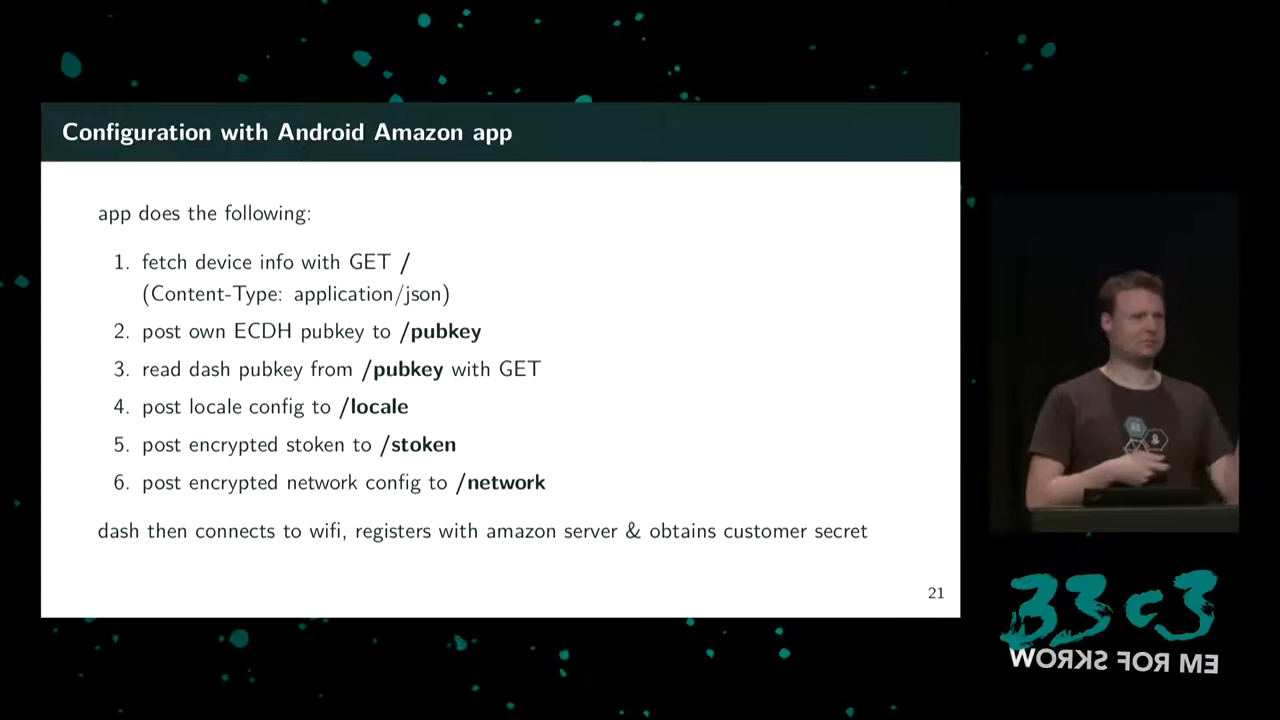 Configuration with Android Amazon app
app does the following:
1. fetch device info with GET /
(Content-Type: application/json)
2. post own ECDH pubkey to /pubkey
3. read dash pubkey from /pubkey with GET
4. post locale config to /locale
5. post encrypted stoken to /stoken
6. post encrypted network config to /network
dash then connects to wifi, registers with amazon server & obtains customer secret
21
33c3
WORKS FOR ME